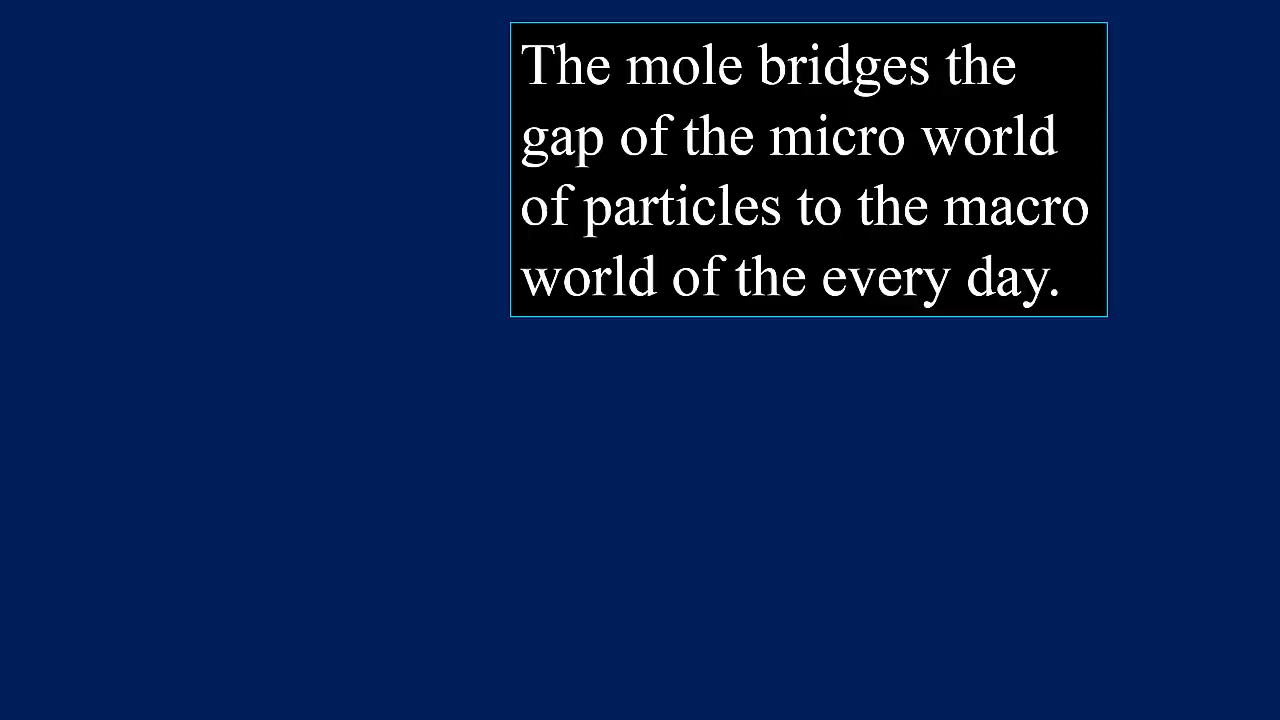 The mole bridges the
gap of the micro world
of particles to the macro
world of the every day.